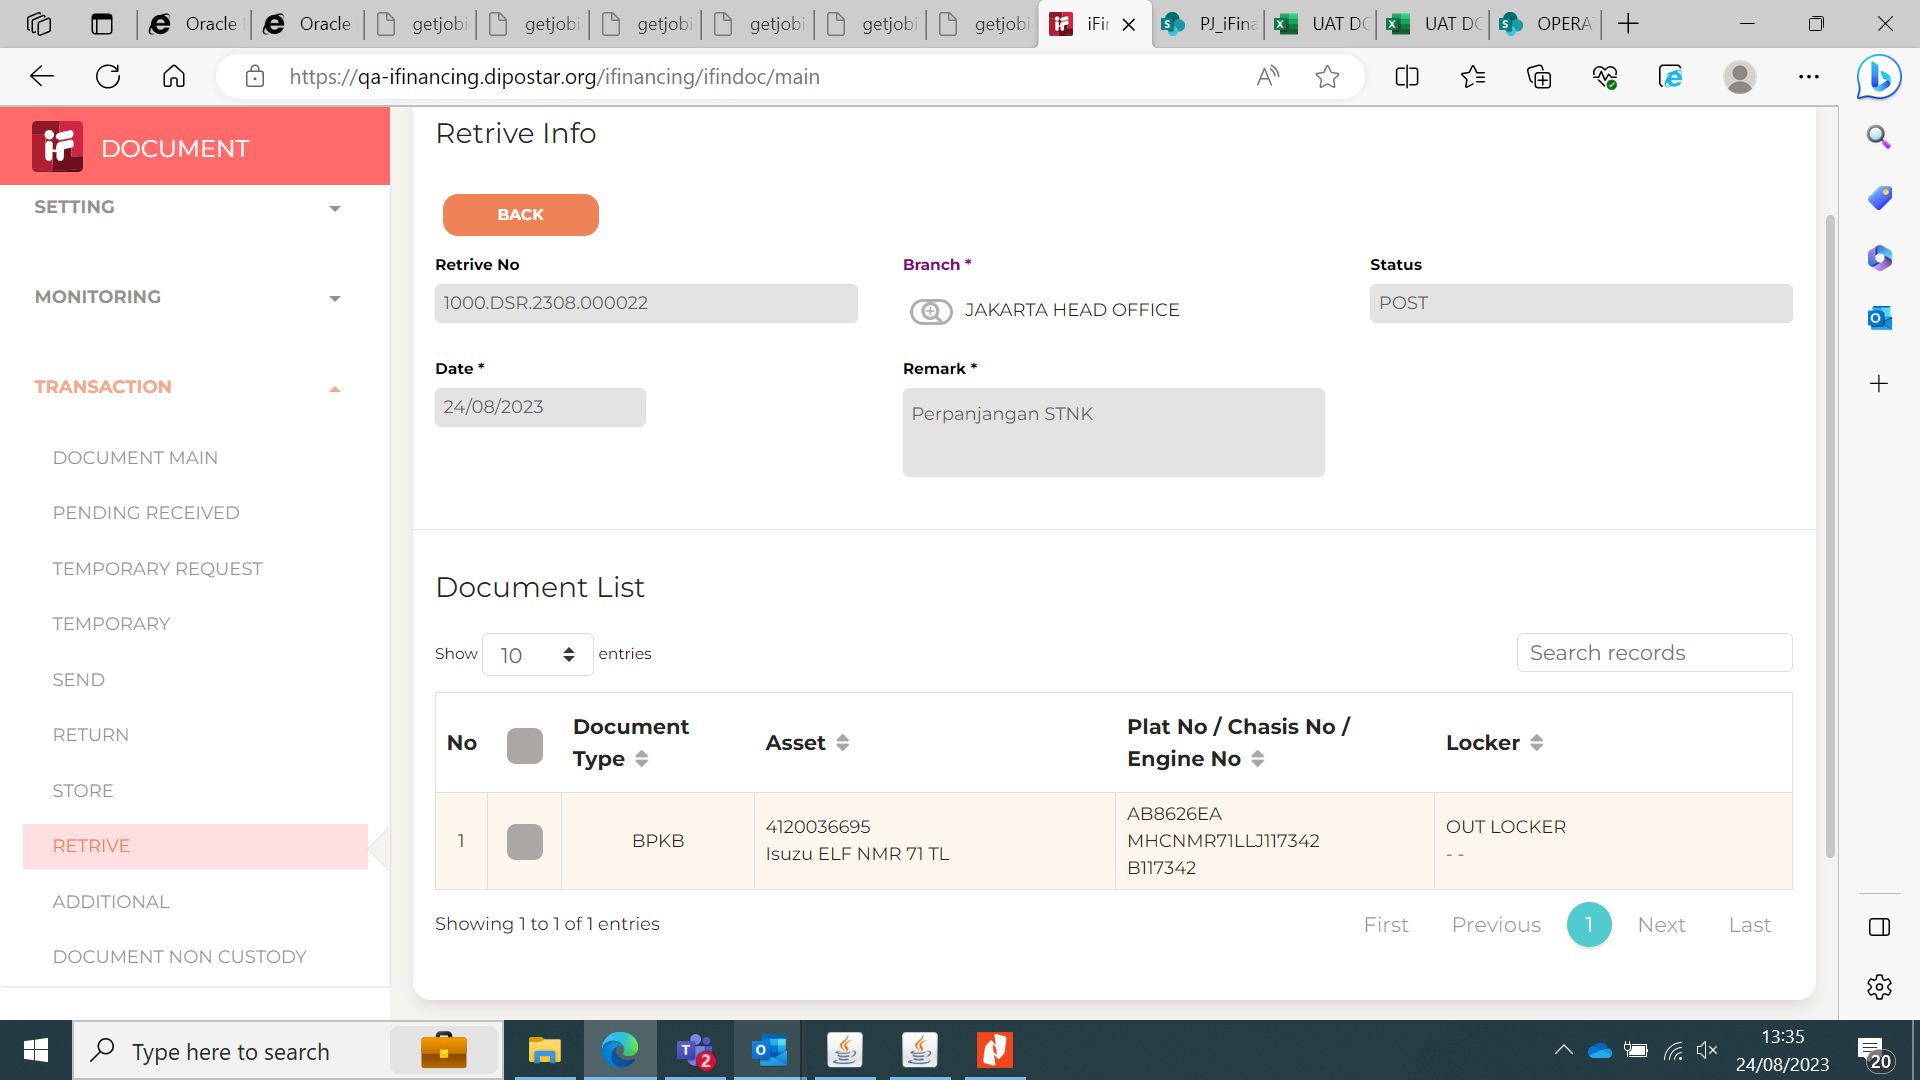 Oracle
Oracle
getjobi
getjobi
getjobi
getjobi
getjobi
getjobi
iFin
PJ_iFina
UAT DO
UAT DO
OPERA
https://qa-ifinancing.dipostar.org/ifinancing/ifindoc/main
iF DOCUMENT
SETTING
MONITORING
TRANSACTION
DOCUMENT MAIN
PENDING RECEIVED
TEMPORARY REQUEST
TEMPORARY
SEND
RETURN
STORE
RETRIVE
ADDITIONAL
DOCUMENT NON CUSTODY
Retrive Info
BACK
Retrive No
Branch *
Status
1000.DSR.2308.000022
JAKARTA HEAD OFFICE
POST
Date *
Remark *
24/08/2023
Perpanjangan STNK
Document List
Show 10 entries
Search records
No
Document Type
Asset
Plat No / Chasis No / Engine No
Locker
1
BPKB
4120036695
Isuzu ELF NMR 71 TL
AB8626EA
MHCNMR71LLJ117342
B117342
OUT LOCKER
- -
Showing 1 to 1 of 1 entries
First Previous 1 Next Last
Type here to search
2
13:35
24/08/2023
20